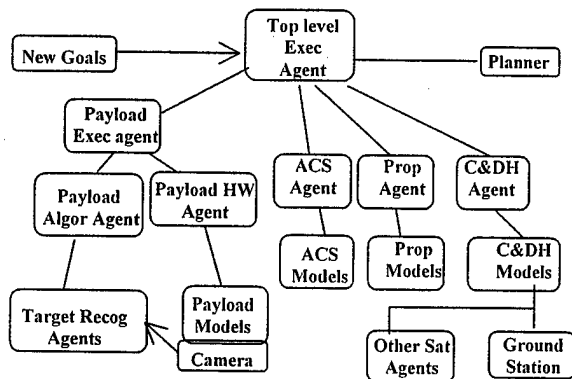 Top level
Exec
Agent
New Goals
Planner
Payload
Exec agent
ACS
Agent
Prop
Agent
C&DH
Agent
Payload
Algor Agent
Payload HW
Agent
ACS
Models
Prop
Models
C&DH
Models
Target Recog
Agents
Payload
Models
Camera
Other Sat
Agents
Ground
Station